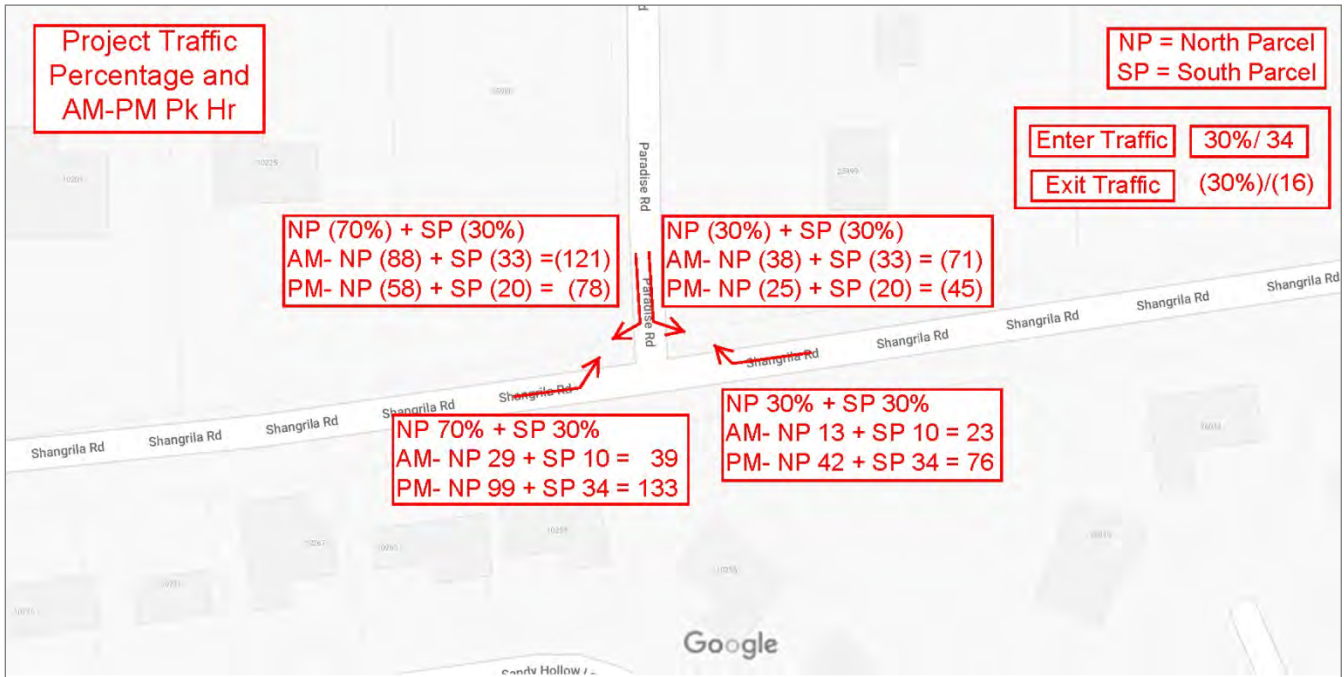 Project Traffic
Percentage and
AM-PM Pk Hr
NP = North Parcel
SP = South Parcel
Enter Traffic 30%/ 34
Exit Traffic (30%)/(16)
10225
Paradise Rd
NP (70%) + SP (30%)
AM- NP (88) + SP (33) =(121)
PM- NP (58) + SP (20) = (78)
NP (30%) + SP (30%)
AM- NP (38) + SP (33) = (71)
PM- NP (25) + SP (20) = (45)
Paradise Rd
Shangrila Rd
Shangrila Rd
Shangrila Rd
Shangrila Rd
Shangrila Rd
Shangrila Rd
Shangrila Rd
Shangrila Rd
Shangrila Rd
Shangrila Rd
NP 70% + SP 30%
AM- NP 29 + SP 10 = 39
PM- NP 99 + SP 34 = 133
NP 30% + SP 30%
AM- NP 13 + SP 10 = 23
PM- NP 42 + SP 34 = 76
Google
Sandy Hollow